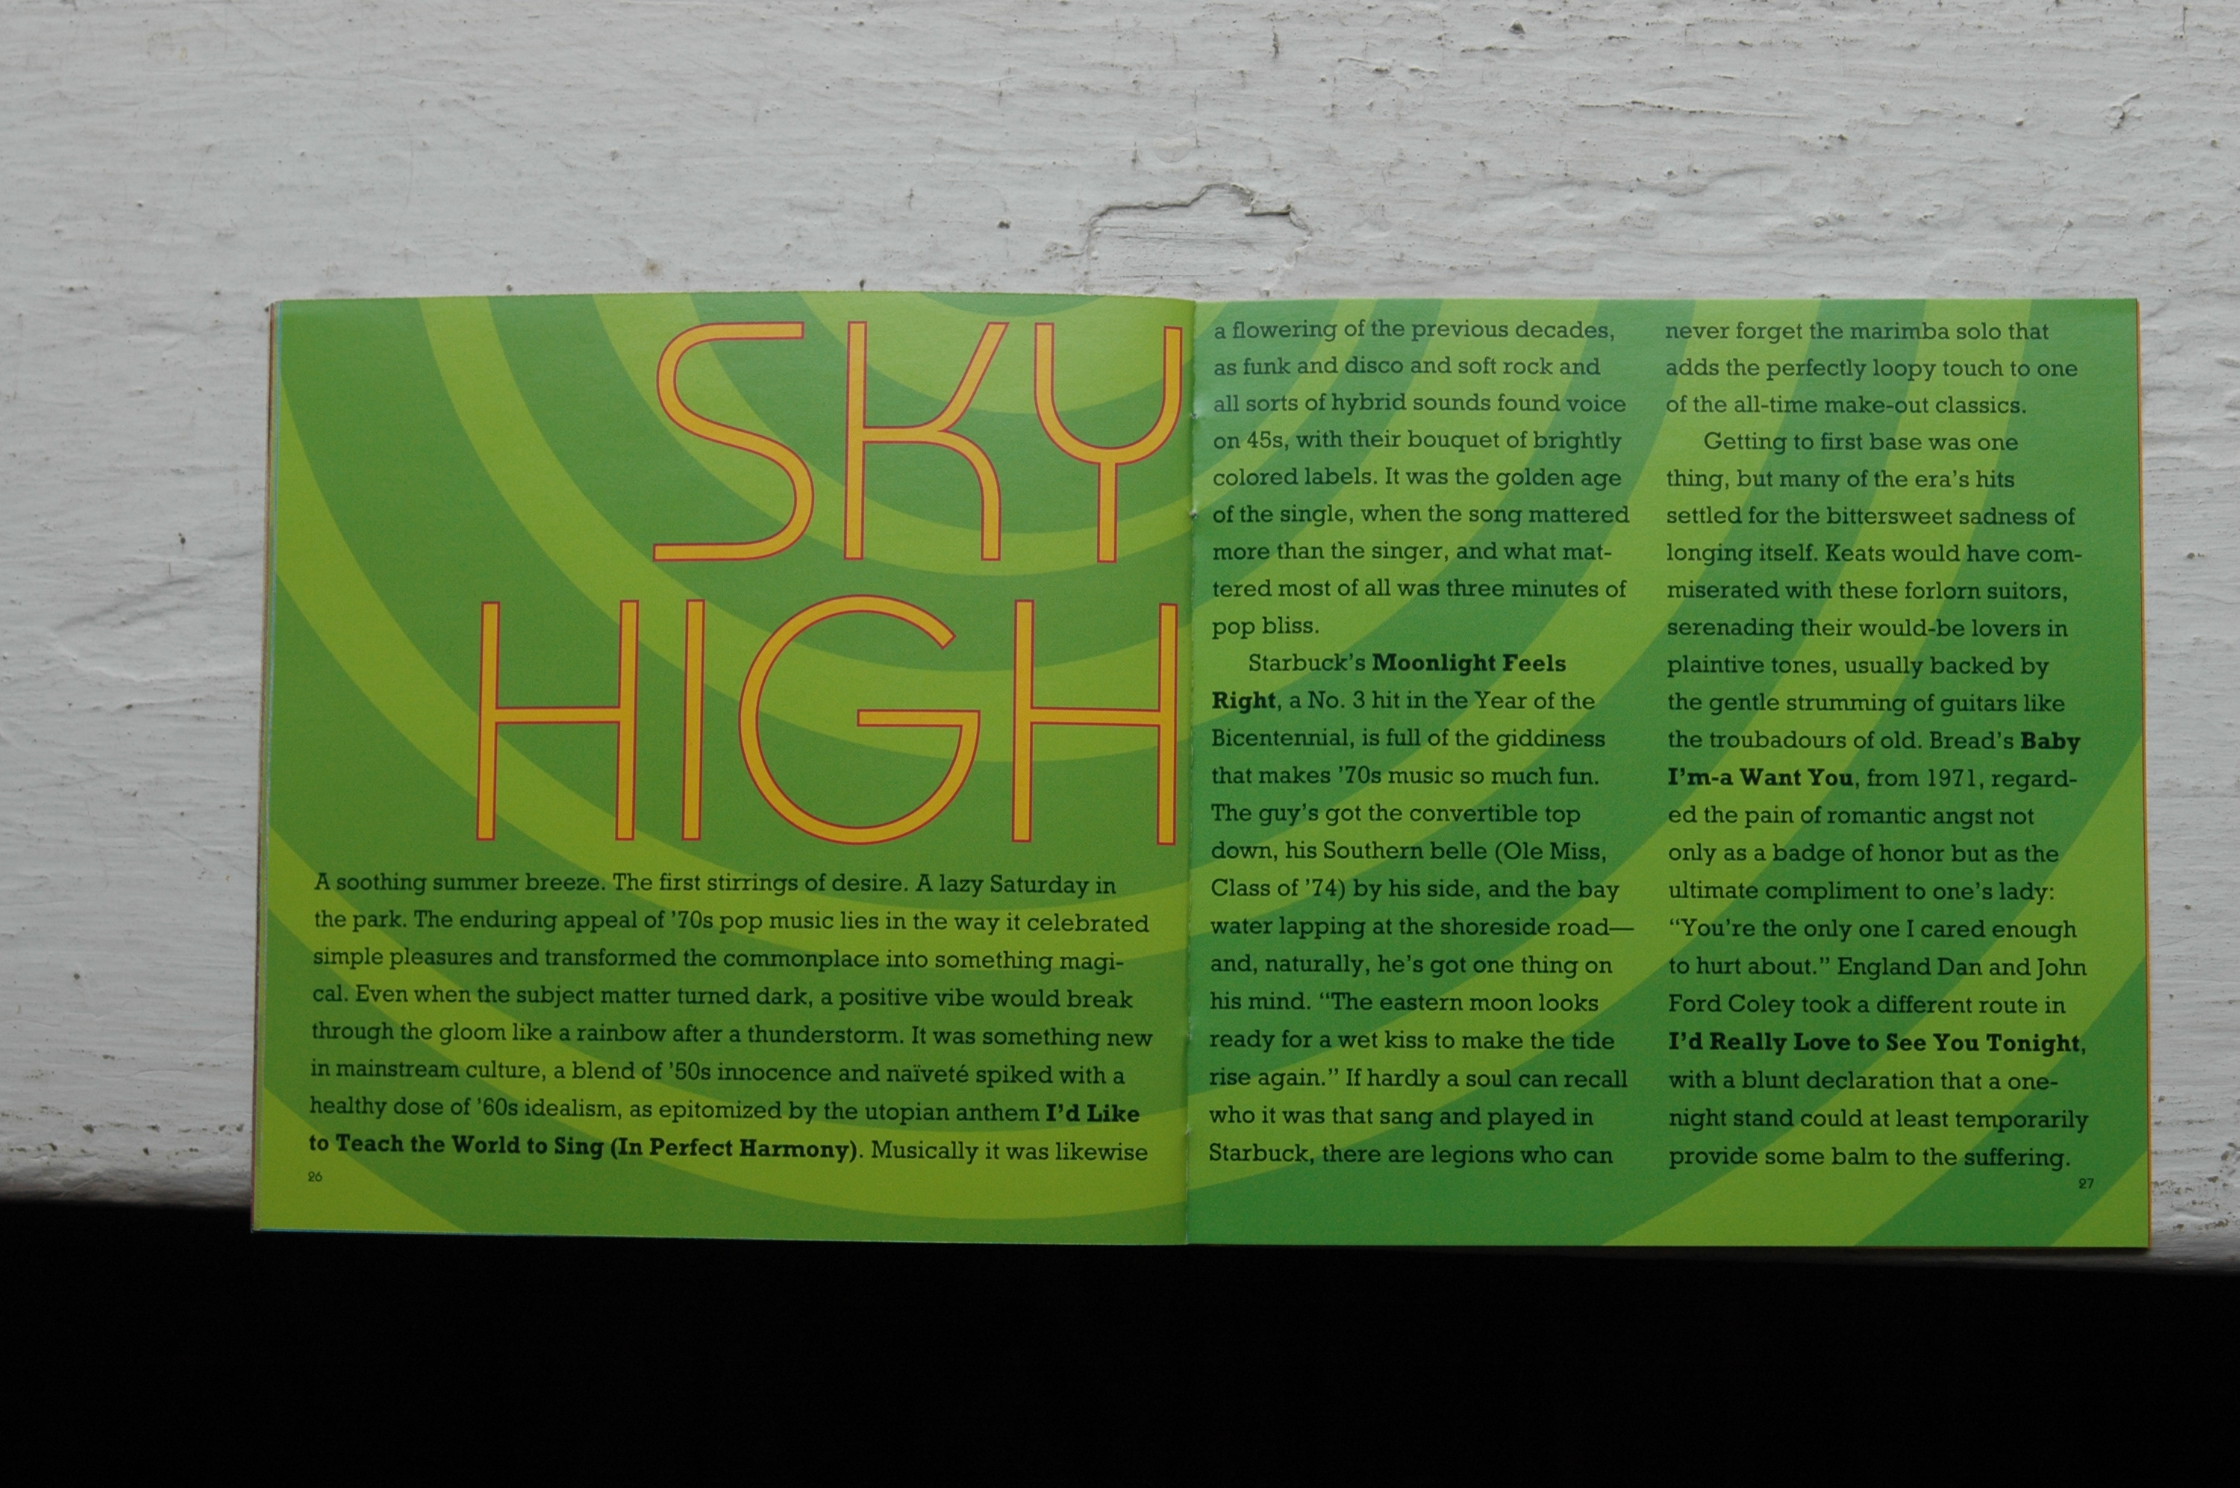 SKY
HIGH
A soothing summer breeze. The first stirrings of desire. A lazy Saturday in
the park. The enduring appeal of '70s pop music lies in the way it celebrated
simple pleasures and transformed the commonplace into something magi-
cal. Even when the subject matter turned dark, a positive vibe would break
through the gloom like a rainbow after a thunderstorm. It was something new
in mainstream culture, a blend of '50s innocence and naïveté spiked with a
healthy dose of '60s idealism, as epitomized by the utopian anthem I'd Like
to Teach the World to Sing (In Perfect Harmony). Musically it was likewise
26
a flowering of the previous decades,
as funk and disco and soft rock and
all sorts of hybrid sounds found voice
on 45s, with their bouquet of brightly
colored labels. It was the golden age
of the single, when the song mattered
more than the singer, and what mat-
tered most of all was three minutes of
pop bliss.
Starbuck's Moonlight Feels
Right, a No. 3 hit in the Year of the
Bicentennial, is full of the giddiness
that makes '70s music so much fun.
The guy's got the convertible top
down, his Southern belle (Ole Miss,
Class of '74) by his side, and the bay
water lapping at the shoreside road—
and, naturally, he's got one thing on
his mind. "The eastern moon looks
ready for a wet kiss to make the tide
rise again." If hardly a soul can recall
who it was that sang and played in
Starbuck, there are legions who can
never forget the marimba solo that
adds the perfectly loopy touch to one
of the all-time make-out classics.
Getting to first base was one
thing, but many of the era's hits
settled for the bittersweet sadness of
longing itself. Keats would have com-
miserated with these forlorn suitors,
serenading their would-be lovers in
plaintive tones, usually backed by
the gentle strumming of guitars like
the troubadours of old. Bread's Baby
I'm-a Want You, from 1971, regard-
ed the pain of romantic angst not
only as a badge of honor but as the
ultimate compliment to one's lady:
"You're the only one I cared enough
to hurt about." England Dan and John
Ford Coley took a different route in
I'd Really Love to See You Tonight,
with a blunt declaration that a one-
night stand could at least temporarily
provide some balm to the suffering.
27